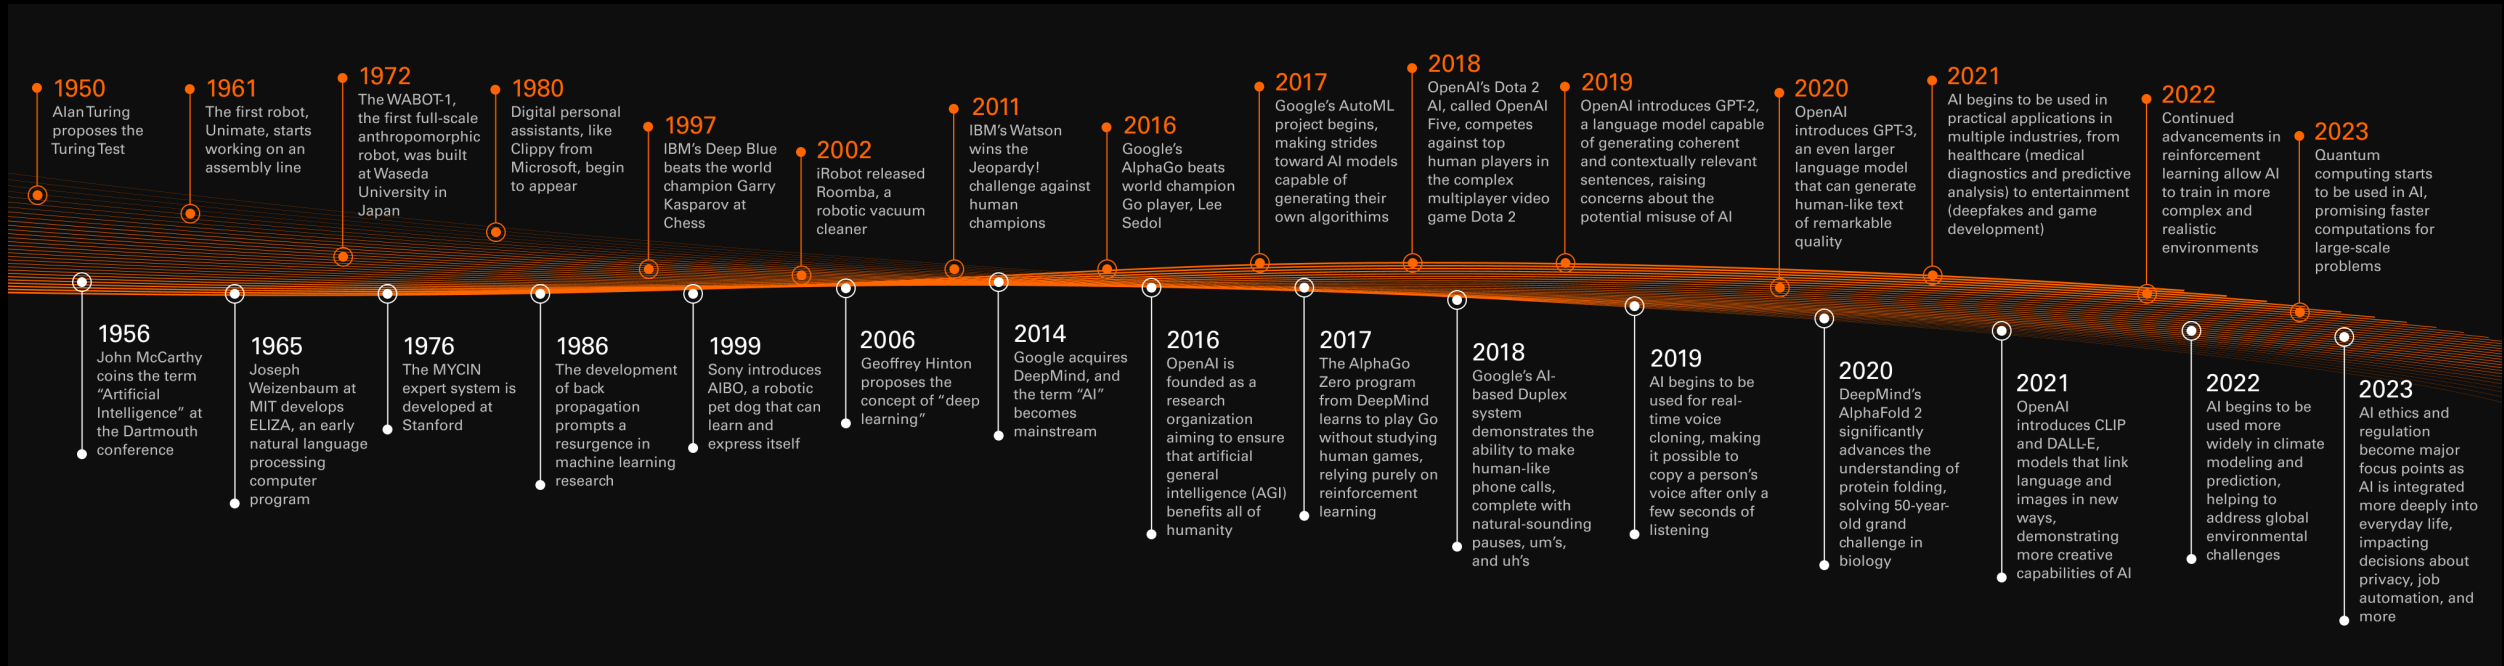 1950
Alan Turing
proposes the
Turing Test
1961
The first robot,
Unimate, starts
working on an
assembly line
1972
The WABOT-1,
the first full-scale
anthropomorphic
robot, was built
at Waseda
University in
Japan
1980
Digital personal
assistants, like
Clippy from
Microsoft, begin
to appear
1997
IBM's Deep Blue
beats the world
champion Garry
Kasparov at
Chess
2002
iRobot released
Roomba, a
robotic vacuum
cleaner
2011
IBM's Watson
wins the
Jeopardy!
challenge against
human
champions
2016
Google's
AlphaGo beats
world champion
Go player, Lee
Sedol
2017
Google's AutoML
project begins,
making strides
toward AI models
capable of
generating their
own algorithims
2018
OpenAI's Dota 2
AI, called OpenAI
Five, competes
against top
human players in
the complex
multiplayer video
game Dota 2
2019
OpenAI introduces GPT-2,
a language model capable
of generating coherent
and contextually relevant
sentences, raising
concerns about the
potential misuse of AI
2020
OpenAI
introduces GPT-3,
an even larger
language model
that can generate
human-like text
of remarkable
quality
2021
AI begins to be used in
practical applications in
multiple industries, from
healthcare (medical
diagnostics and predictive
analysis) to entertainment
(deepfakes and game
development)
2022
Continued
advancements in
reinforcement
learning allow AI
to train in more
complex and
realistic
environments
2023
Quantum
computing starts
to be used in AI,
promising faster
computations for
large-scale
problems
1956
John McCarthy
coins the term
“Artificial
Intelligence” at
the Dartmouth
conference
1965
Joseph
Weizenbaum at
MIT develops
ELIZA, an early
natural language
processing
computer
program
1976
The MYCIN
expert system is
developed at
Stanford
1986
The development
of back
propagation
prompts a
resurgence in
machine learning
research
1999
Sony introduces
AIBO, a robotic
pet dog that can
learn and
express itself
2006
Geoffrey Hinton
proposes the
concept of “deep
learning”
2014
Google acquires
DeepMind, and
the term “AI”
becomes
mainstream
2016
OpenAI is
founded as a
research
organization
aiming to ensure
that artificial
general
intelligence (AGI)
benefits all of
humanity
2017
The AlphaGo
Zero program
from DeepMind
learns to play Go
without studying
human games,
relying purely on
reinforcement
learning
2018
Google's AI-
based Duplex
system
demonstrates the
ability to make
human-like
phone calls,
complete with
natural-sounding
pauses, um's,
and uh's
2019
AI begins to be
used for real-
time voice
cloning, making
it possible to
copy a person's
voice after only a
few seconds of
listening
2020
DeepMind's
AlphaFold 2
significantly
advances the
understanding of
protein folding,
solving 50-year-
old grand
challenge in
biology
2021
OpenAI
introduces CLIP
and DALL-E,
models that link
language and
images in new
ways,
demonstrating
more creative
capabilities of AI
2022
AI begins to be
used more
widely in climate
modeling and
prediction,
helping to
address global
environmental
challenges
2023
AI ethics and
regulation
become major
focus points as
AI is integrated
more deeply into
everyday life,
impacting
decisions about
privacy, job
automation, and
more